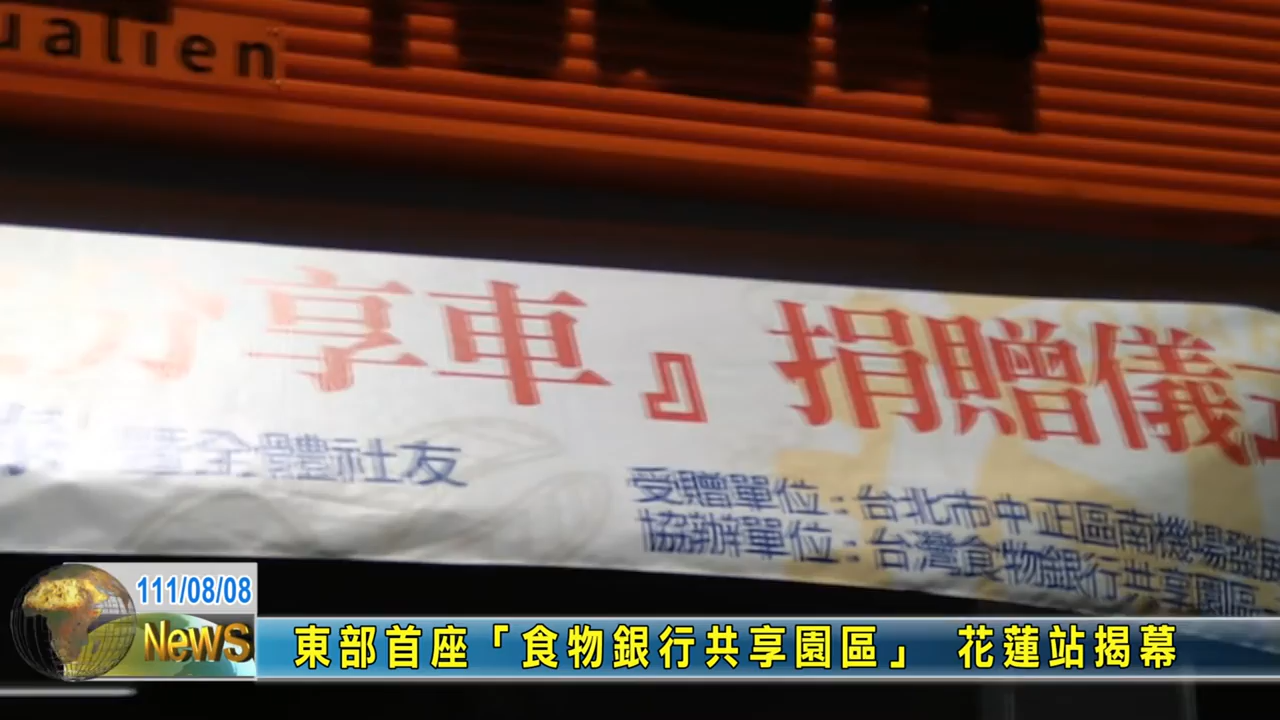 ualien
分享車』捐贈儀
暨全體社友
受贈單位:台北市中正區南機場發展
協辦單位:台灣食物銀行共享園區
111/08/08
News
東部首座「食物銀行共享園區」 花蓮站揭幕